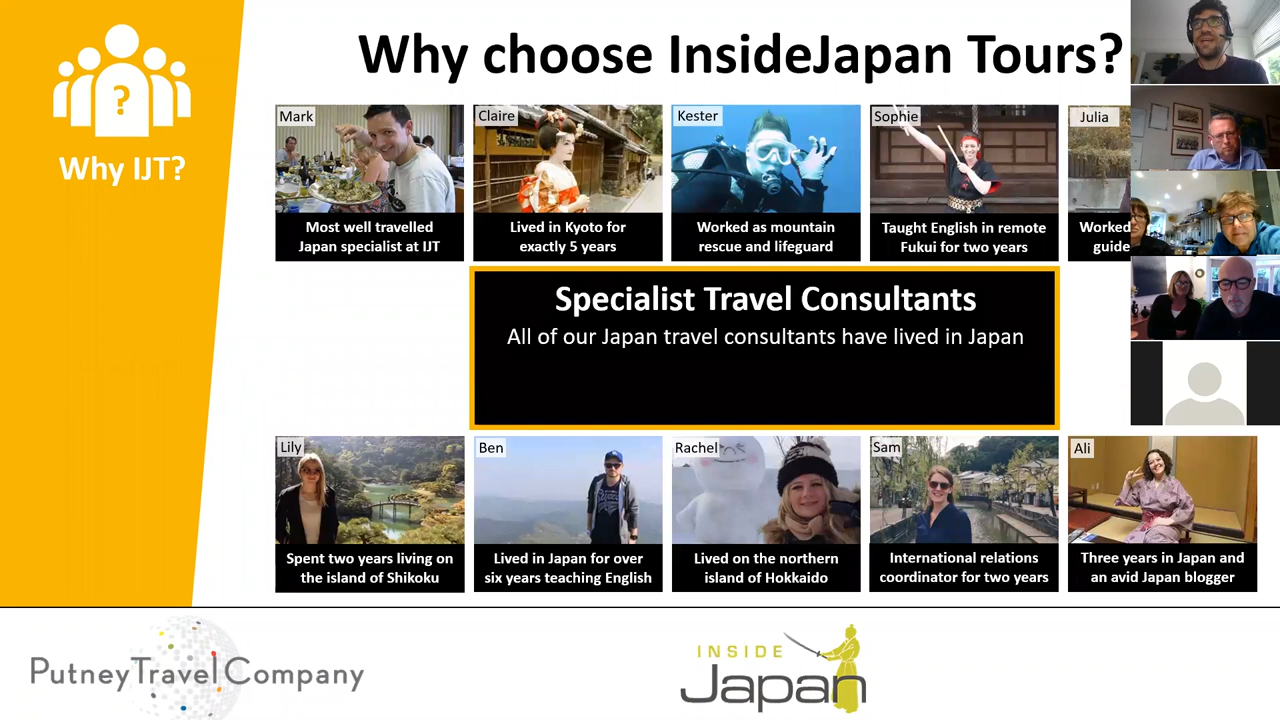 Why choose InsideJapan Tours?
?
Why IJT?
Mark
Most well travelled
Japan specialist at IJT
Claire
Lived in Kyoto for
exactly 5 years
Kester
Worked as mountain
rescue and lifeguard
Sophie
Taught English in remote
Fukui for two years
Julia
Worked
guide
Specialist Travel Consultants
All of our Japan travel consultants have lived in Japan
Lily
Spent two years living on
the island of Shikoku
Ben
Lived in Japan for over
six years teaching English
Rachel
Lived on the northern
island of Hokkaido
Sam
International relations
coordinator for two years
Ali
Three years in Japan and
an avid Japan blogger
PutneyTravelCompany
INSIDE
Japan